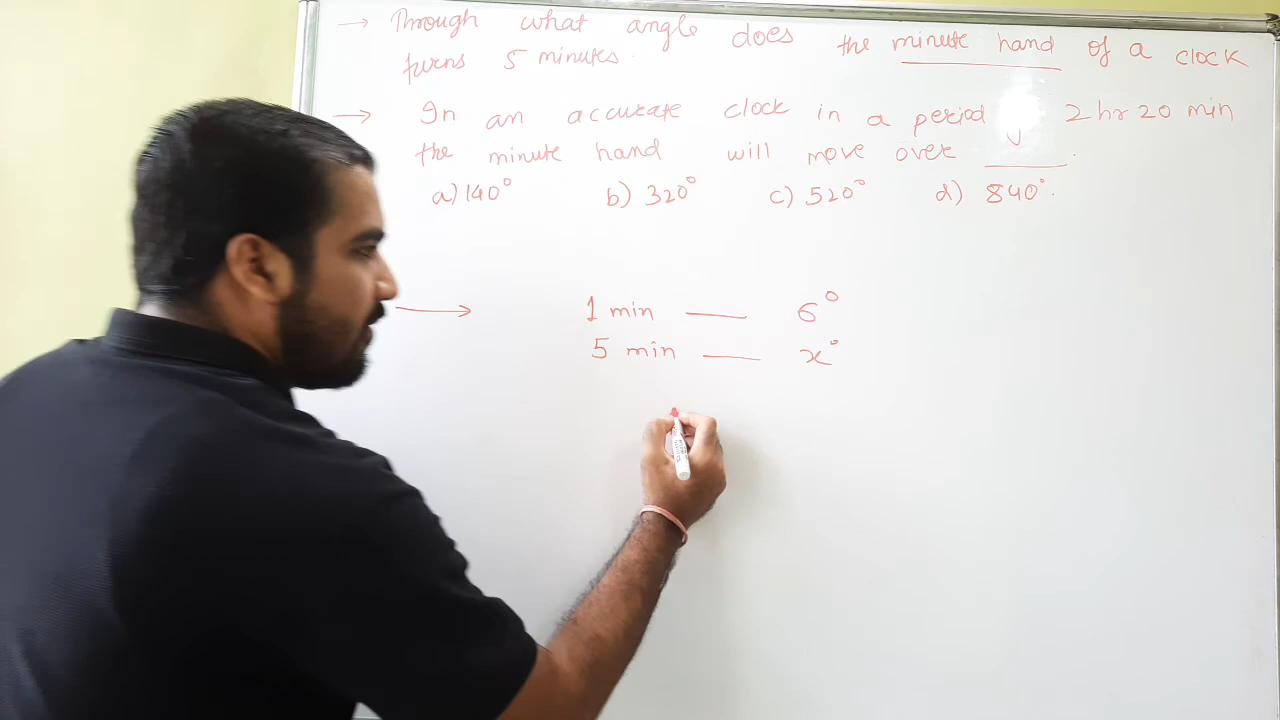 → Through what angle does the minute hand of a clock
turns 5 minutes.
→ In an accurate clock in a period 2 hr 20 min
the minute hand will move over ______.
a) 140° b) 320° c) 520° d) 840°.
→ 1 min — 6°
5 min — x°